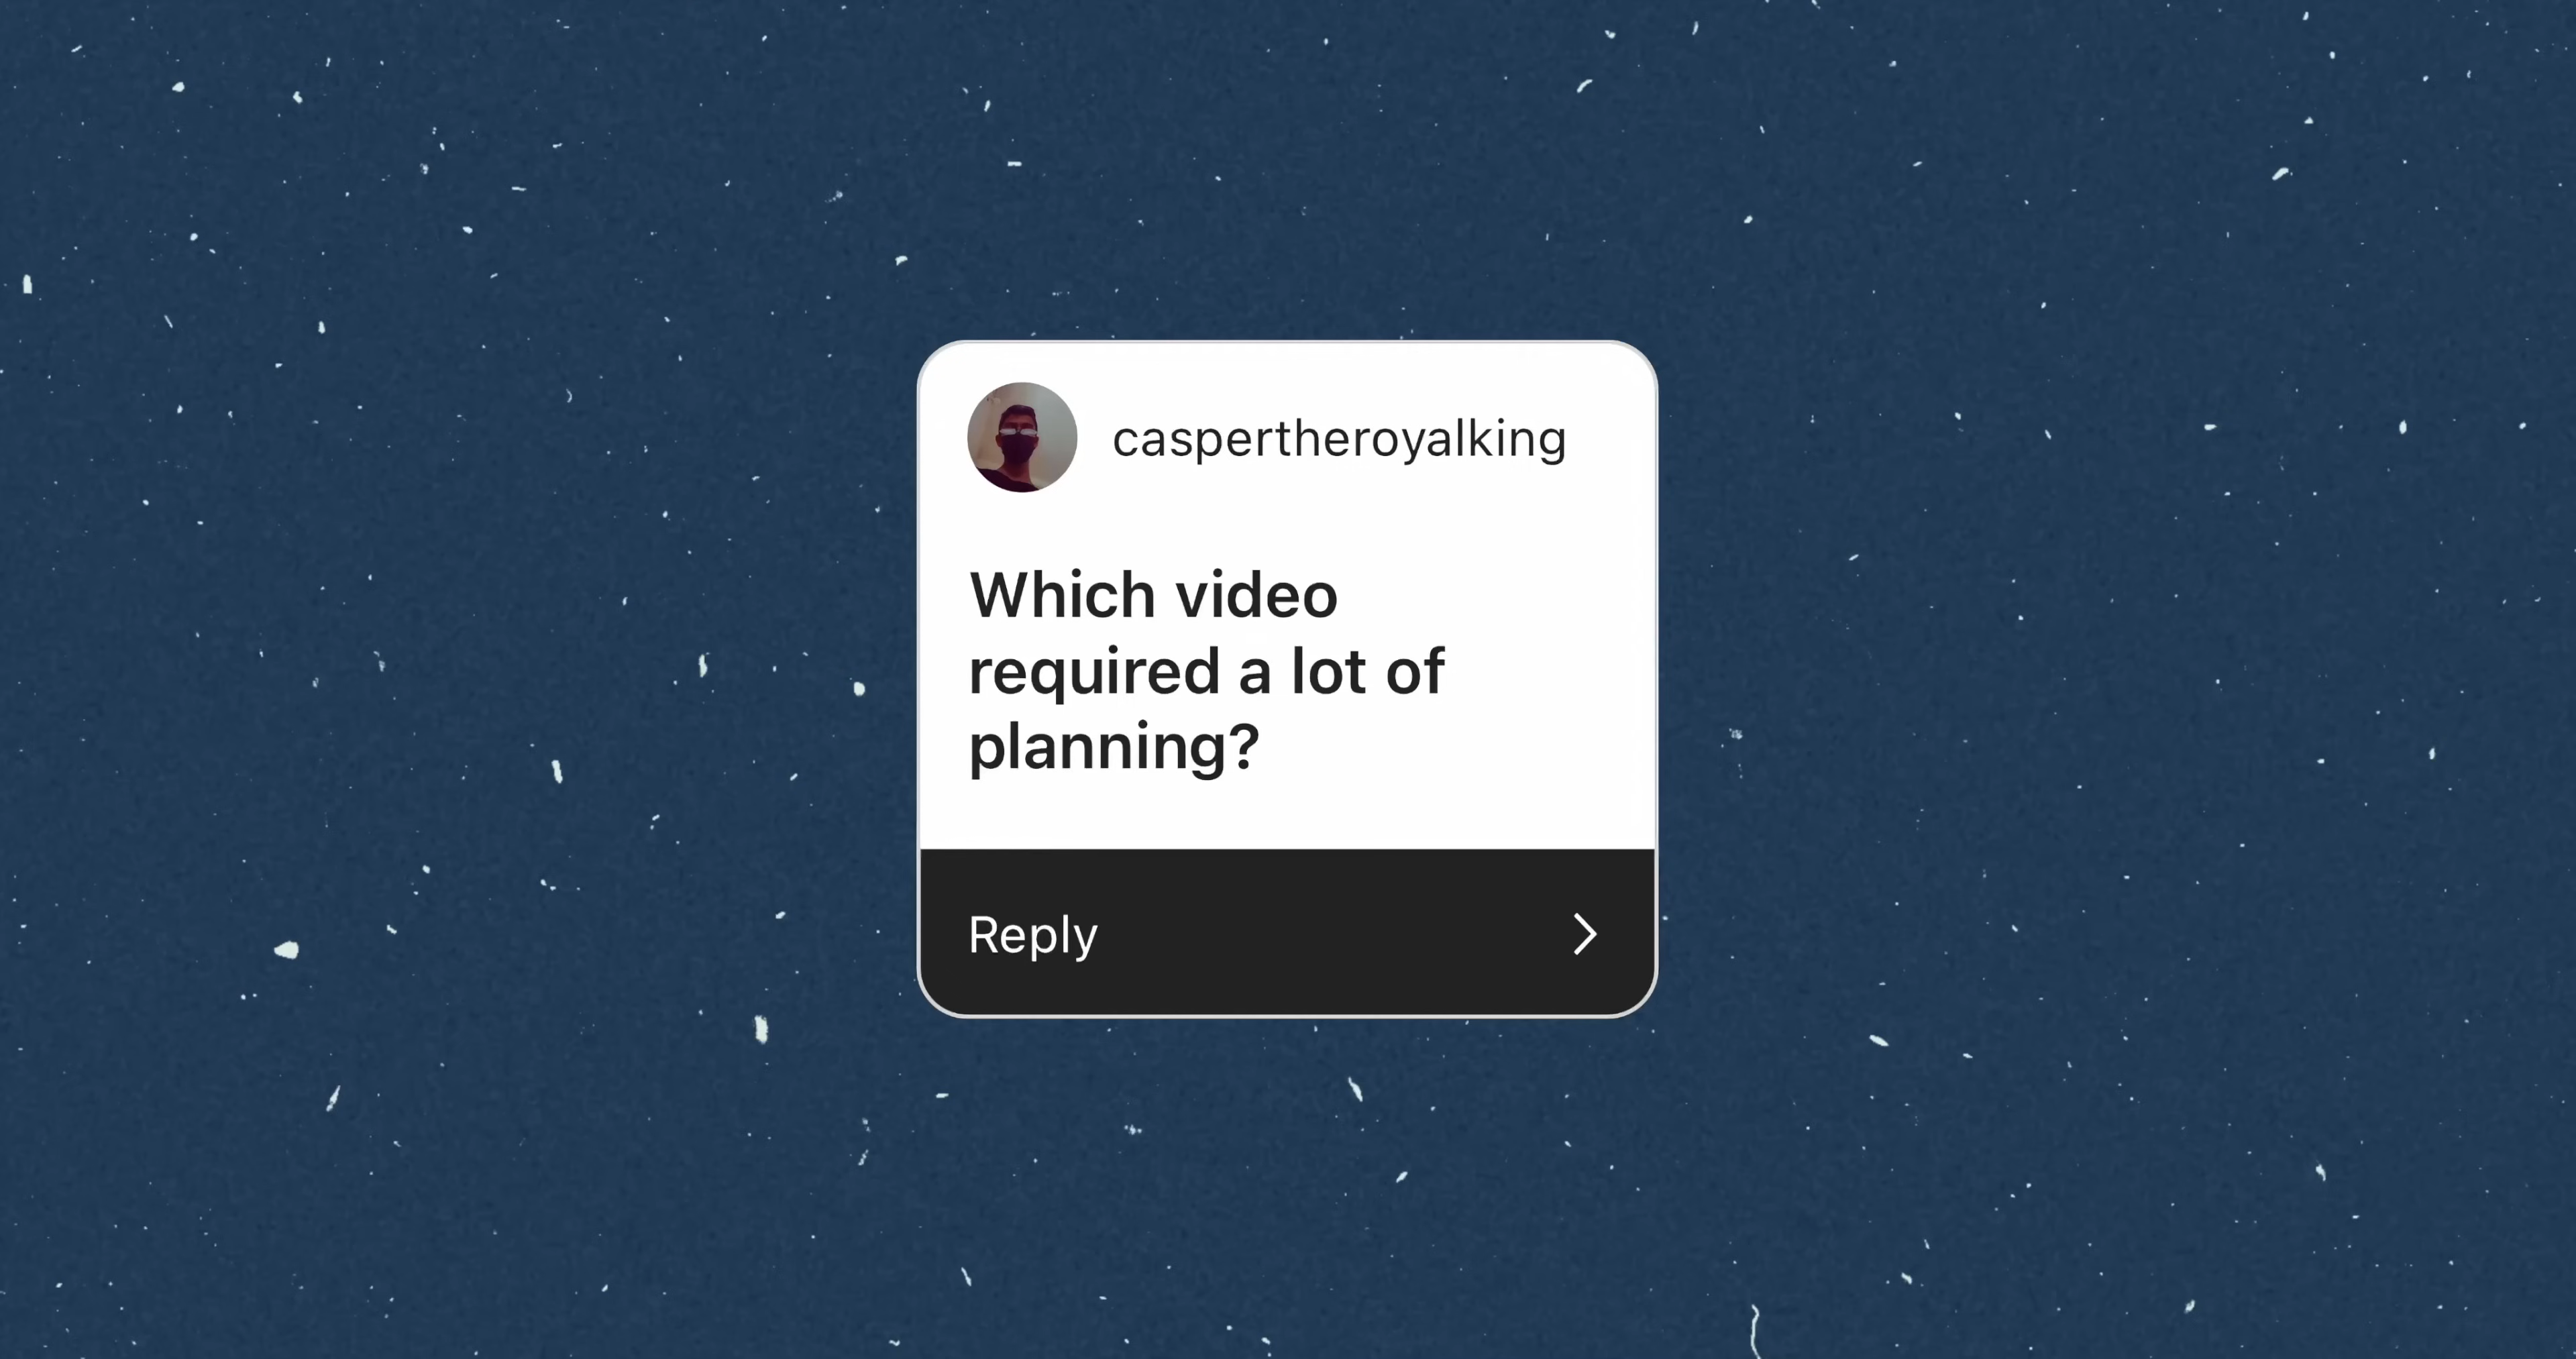 caspertheroyalking
Which video
required a lot of
planning?
Reply